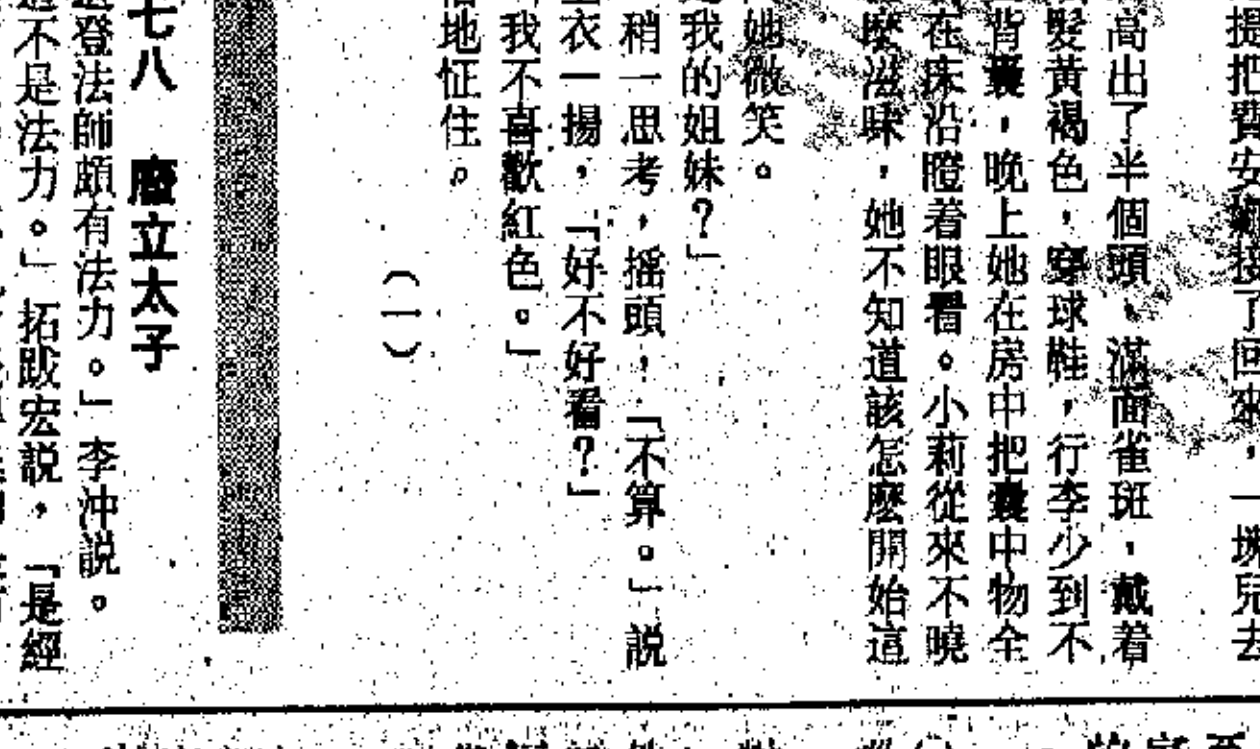 提把費安娜接了回來，一塊兒去
高出了半個頭、滿面雀斑，戴着
髮黃褐色，穿球鞋，行李少到不
背囊，晚上她在房中把囊中物全
在床沿瞪着眼看。小莉從來不曉
麼滋味，她不知道該怎麼開始這
她微笑。
我的姐妹？」
稍一思考，摇頭，「不算。」説
衣一揚，「好不好看？」
我不喜歡紅色。」
地怔住。
（一）
七八　廢立太子
登法師頗有法力。」李沖説。
不是法力。」拓跋宏説，「是經